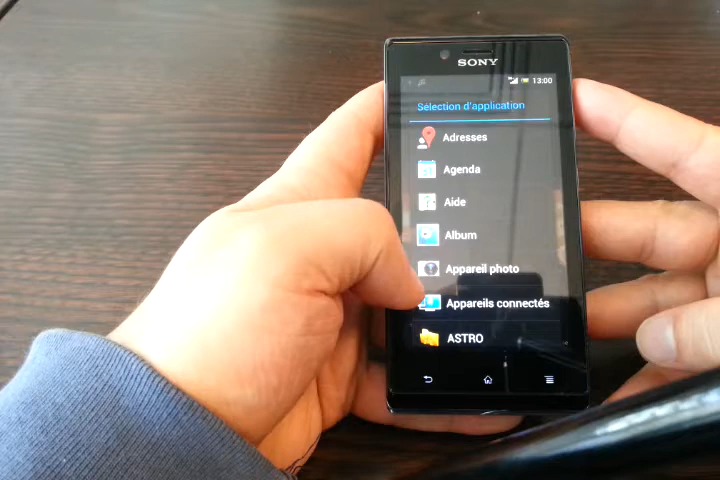 SONY
13:00
Sélection d'application
Adresses
Agenda
Aide
Album
Appareil photo
Appareils connectés
ASTRO